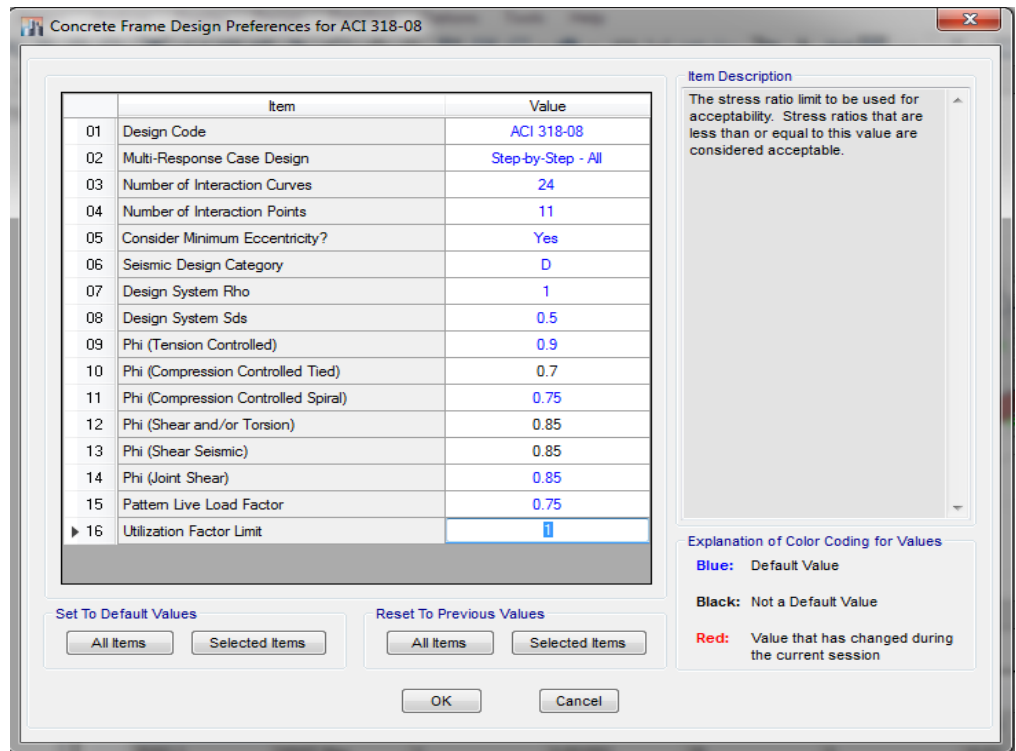 Concrete Frame Design Preferences for ACI 318-08
Item Value
01 Design Code ACI 318-08
02 Multi-Response Case Design Step-by-Step - All
03 Number of Interaction Curves 24
04 Number of Interaction Points 11
05 Consider Minimum Eccentricity? Yes
06 Seismic Design Category D
07 Design System Rho 1
08 Design System Sds 0.5
09 Phi (Tension Controlled) 0.9
10 Phi (Compression Controlled Tied) 0.7
11 Phi (Compression Controlled Spiral) 0.75
12 Phi (Shear and/or Torsion) 0.85
13 Phi (Shear Seismic) 0.85
14 Phi (Joint Shear) 0.85
15 Pattern Live Load Factor 0.75
16 Utilization Factor Limit 1
Item Description
The stress ratio limit to be used for
acceptability. Stress ratios that are
less than or equal to this value are
considered acceptable.
Explanation of Color Coding for Values
Blue: Default Value
Black: Not a Default Value
Red: Value that has changed during
the current session
Set To Default Values
All Items Selected Items
Reset To Previous Values
All Items Selected Items
OK Cancel